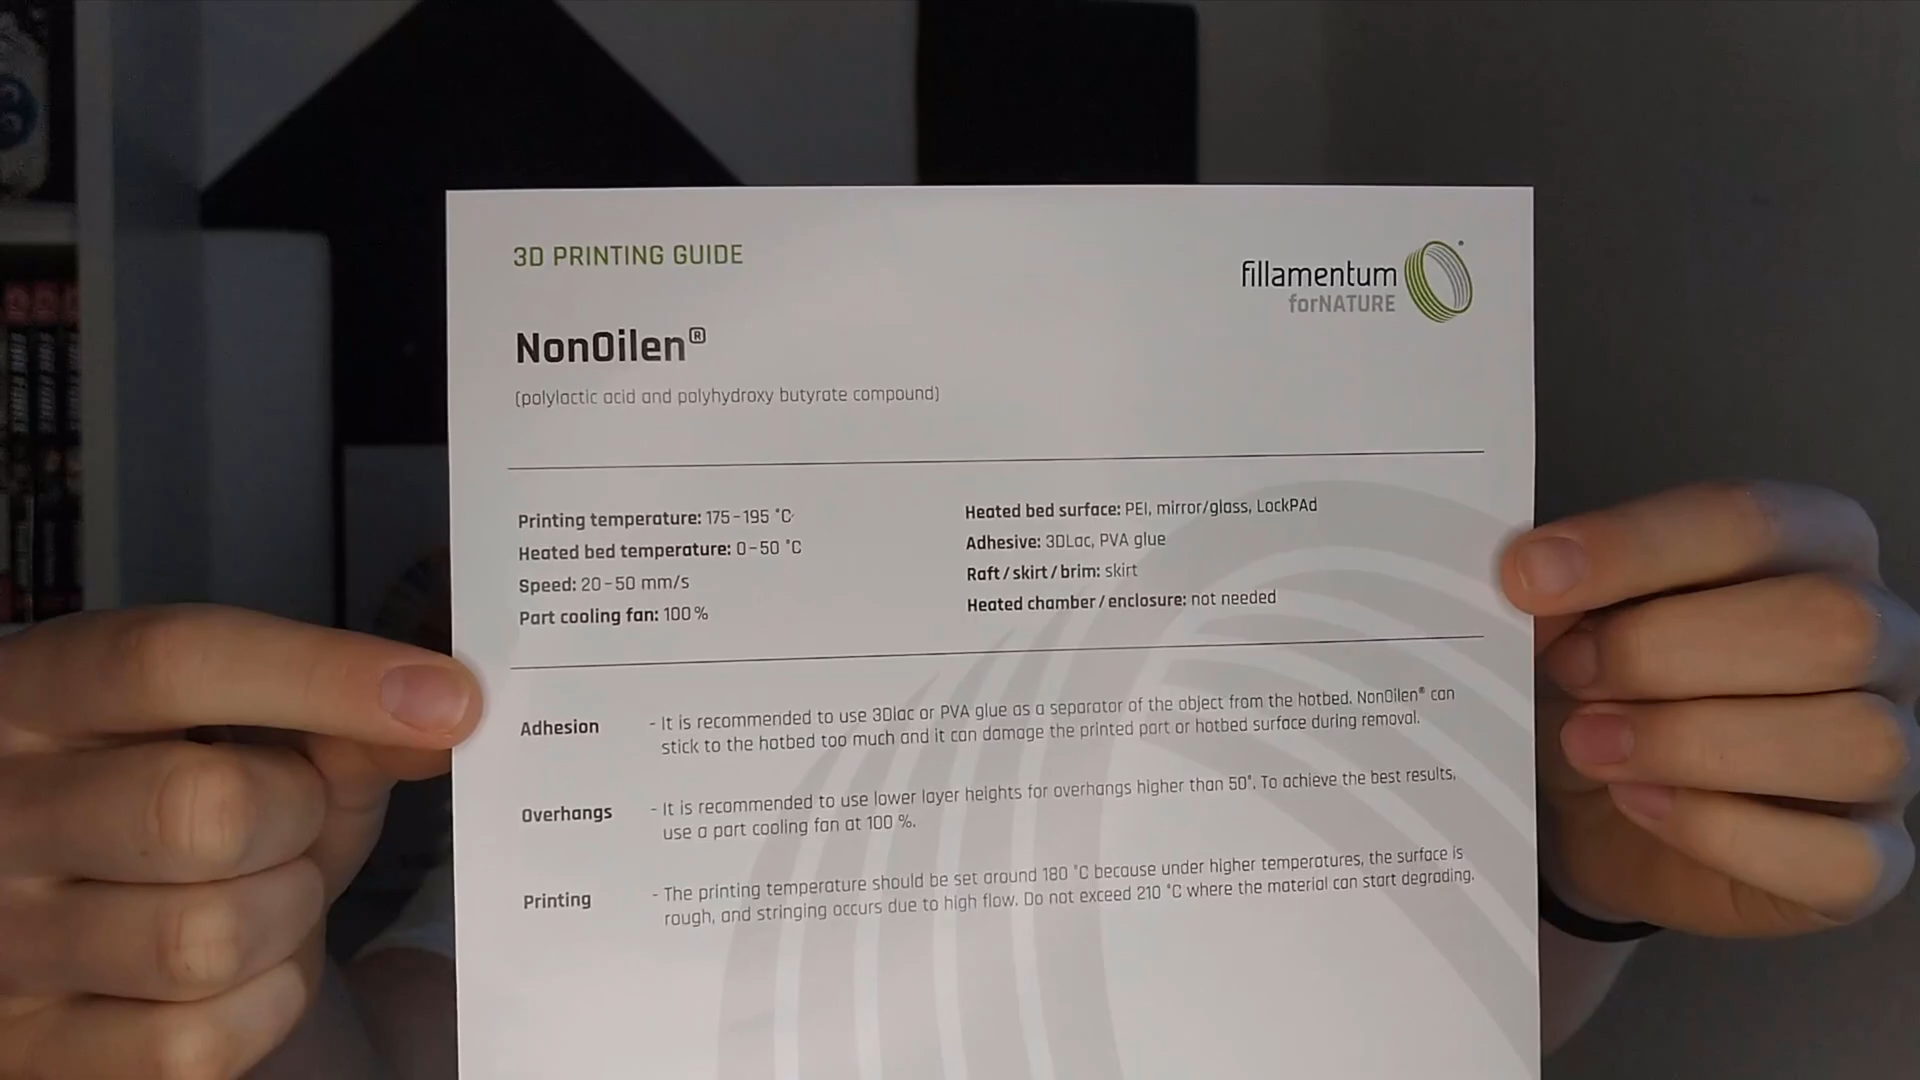 3D PRINTING GUIDE
fillamentum
forNATURE
NonOilen®
(polylactic acid and polyhydroxy butyrate compound)
Printing temperature: 175–195 °C
Heated bed temperature: 0–50 °C
Speed: 20–50 mm/s
Part cooling fan: 100 %
Heated bed surface: PEI, mirror/glass, LockPAd
Adhesive: 3DLac, PVA glue
Raft / skirt / brim: skirt
Heated chamber / enclosure: not needed
Adhesion - It is recommended to use 3Dlac or PVA glue as a separator of the object from the hotbed. NonOilen® can
stick to the hotbed too much and it can damage the printed part or hotbed surface during removal.
Overhangs - It is recommended to use lower layer heights for overhangs higher than 50°. To achieve the best results,
use a part cooling fan at 100 %.
Printing - The printing temperature should be set around 180 °C because under higher temperatures, the surface is
rough, and stringing occurs due to high flow. Do not exceed 210 °C where the material can start degrading.